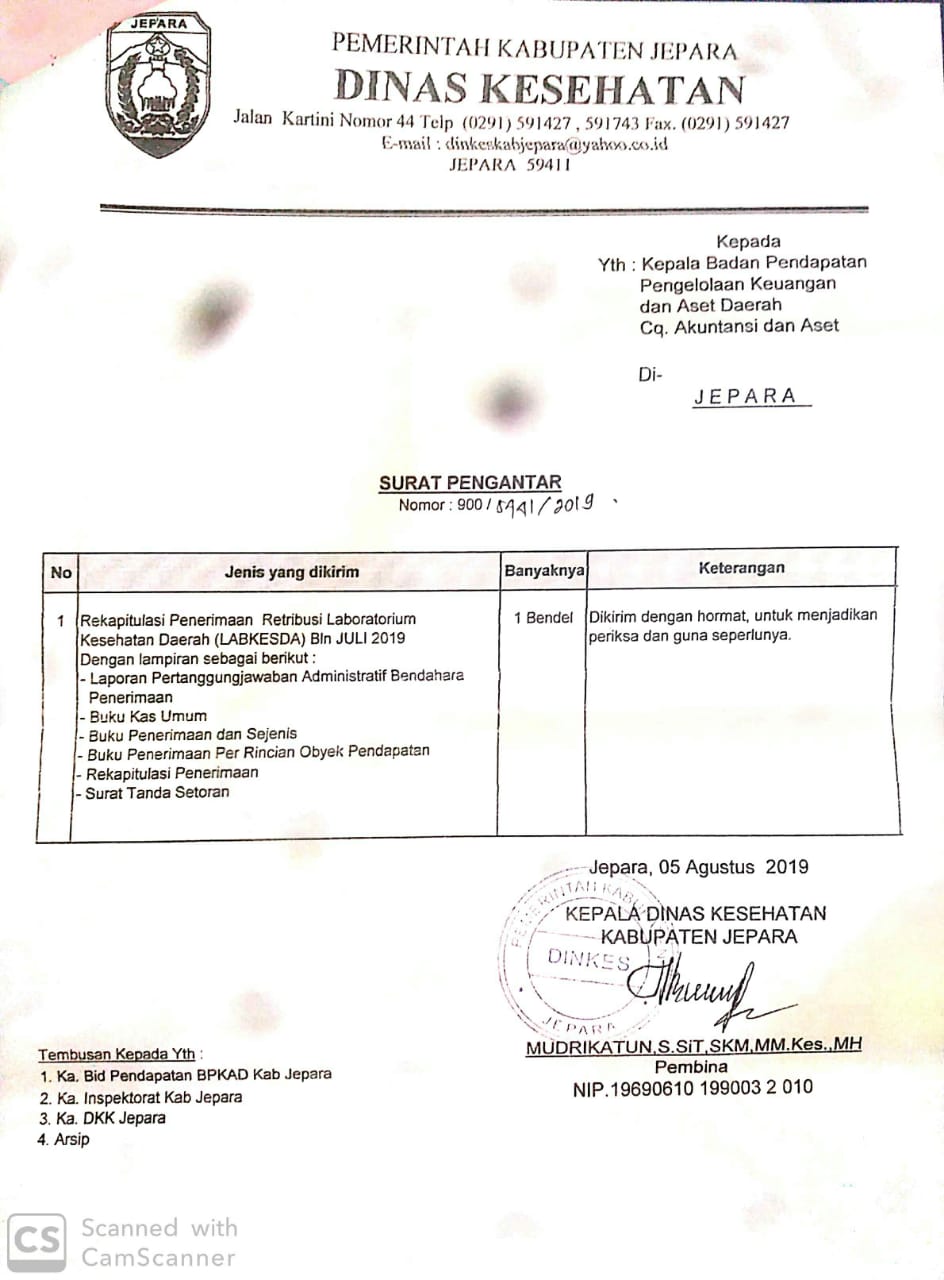 JEPARA
PEMERINTAH KABUPATEN JEPARA
DINAS KESEHATAN
Jalan Kartini Nomor 44 Telp (0291) 591427 , 591743 Fax. (0291) 591427
E-mail : dinkeskabjepara@yahoo.co.id
JEPARA 59411
Kepada
Yth : Kepala Badan Pendapatan
Pengelolaan Keuangan
dan Aset Daerah
Cq. Akuntansi dan Aset
Di-
JEPARA
SURAT PENGANTAR
Nomor : 900 / 5941 / 2019
No Jenis yang dikirim Banyaknya Keterangan
1 Rekapitulasi Penerimaan Retribusi Laboratorium 1 Bendel Dikirim dengan hormat, untuk menjadikan
Kesehatan Daerah (LABKESDA) Bln JULI 2019 periksa dan guna seperlunya.
Dengan lampiran sebagai berikut :
- Laporan Pertanggungjawaban Administratif Bendahara
Penerimaan
- Buku Kas Umum
- Buku Penerimaan dan Sejenis
- Buku Penerimaan Per Rincian Obyek Pendapatan
- Rekapitulasi Penerimaan
- Surat Tanda Setoran
Jepara, 05 Agustus 2019
KEPALA DINAS KESEHATAN
KABUPATEN JEPARA
PEMERINTAH KABUPATEN
DINKES
JEPARA
MUDRIKATUN,S.SiT,SKM,MM.Kes.,MH
Pembina
NIP.19690610 199003 2 010
Tembusan Kepada Yth :
1. Ka. Bid Pendapatan BPKAD Kab Jepara
2. Ka. Inspektorat Kab Jepara
3. Ka. DKK Jepara
4. Arsip
CS Scanned with
CamScanner